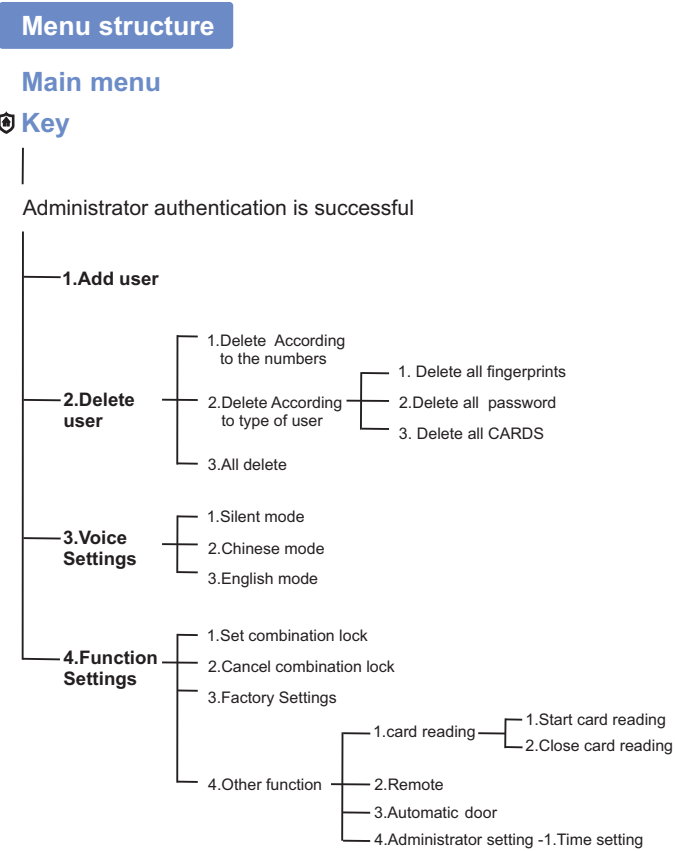 Menu structure
Main menu
Key
Administrator authentication is successful
1.Add user
2.Delete
user
1.Delete According
to the numbers
2.Delete According
to type of user
1. Delete all fingerprints
2.Delete all password
3. Delete all CARDS
3.All delete
3.Voice
Settings
1.Silent mode
2.Chinese mode
3.English mode
4.Function
Settings
1.Set combination lock
2.Cancel combination lock
3.Factory Settings
4.Other function
1.card reading
1.Start card reading
2.Close card reading
2.Remote
3.Automatic door
4.Administrator setting -1.Time setting